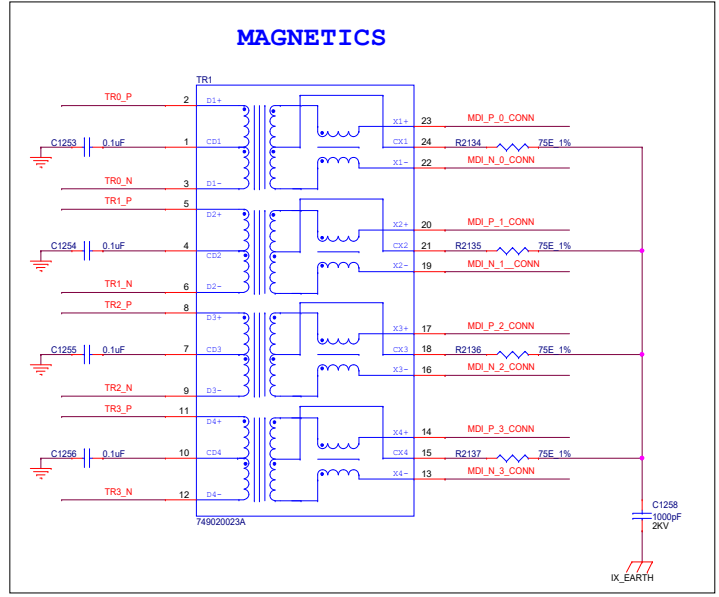 MAGNETICS
TR1
TR0_P 2 D1+ X1+ 23 MDI_P_0_CONN
C1253 0.1uF 1 CD1 CX1 24 R2134 75E_1%
TR0_N 3 D1- X1- 22 MDI_N_0_CONN
TR1_P 5 D2+ X2+ 20 MDI_P_1_CONN
C1254 0.1uF 4 CD2 CX2 21 R2135 75E_1%
TR1_N 6 D2- X2- 19 MDI_N_1__CONN
TR2_P 8 D3+ X3+ 17 MDI_P_2_CONN
C1255 0.1uF 7 CD3 CX3 18 R2136 75E_1%
TR2_N 9 D3- X3- 16 MDI_N_2_CONN
TR3_P 11 D4+ X4+ 14 MDI_P_3_CONN
C1256 0.1uF 10 CD4 CX4 15 R2137 75E_1%
TR3_N 12 D4- X4- 13 MDI_N_3_CONN
749020023A
C1258
1000pF
2KV
IX_EARTH